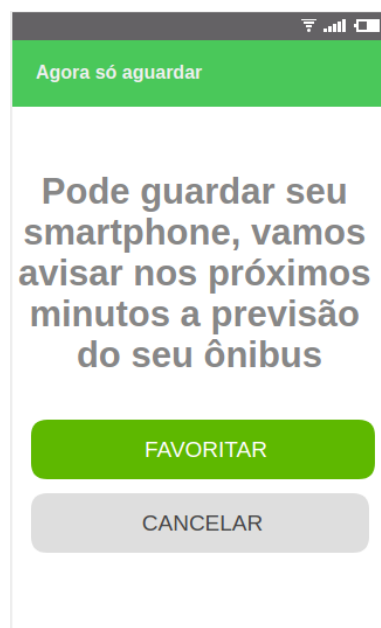 Agora só aguardar
Pode guardar seu
smartphone, vamos
avisar nos próximos
minutos a previsão
do seu ônibus
FAVORITAR
CANCELAR